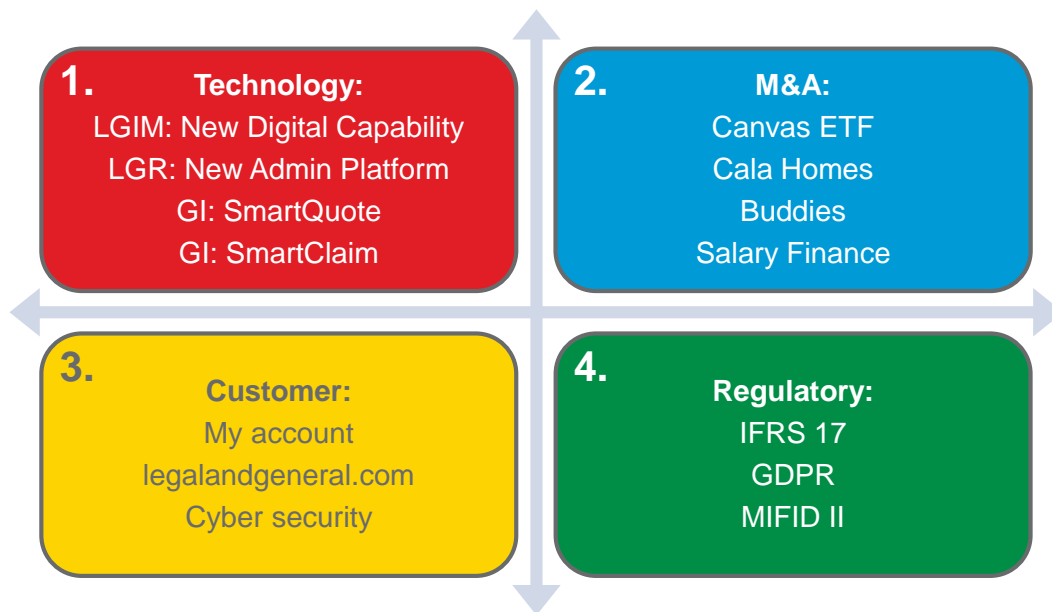 1.
Technology:
LGIM: New Digital Capability
LGR: New Admin Platform
GI: SmartQuote
GI: SmartClaim
2.
M&A:
Canvas ETF
Cala Homes
Buddies
Salary Finance
3.
Customer:
My account
legalandgeneral.com
Cyber security
4.
Regulatory:
IFRS 17
GDPR
MIFID II